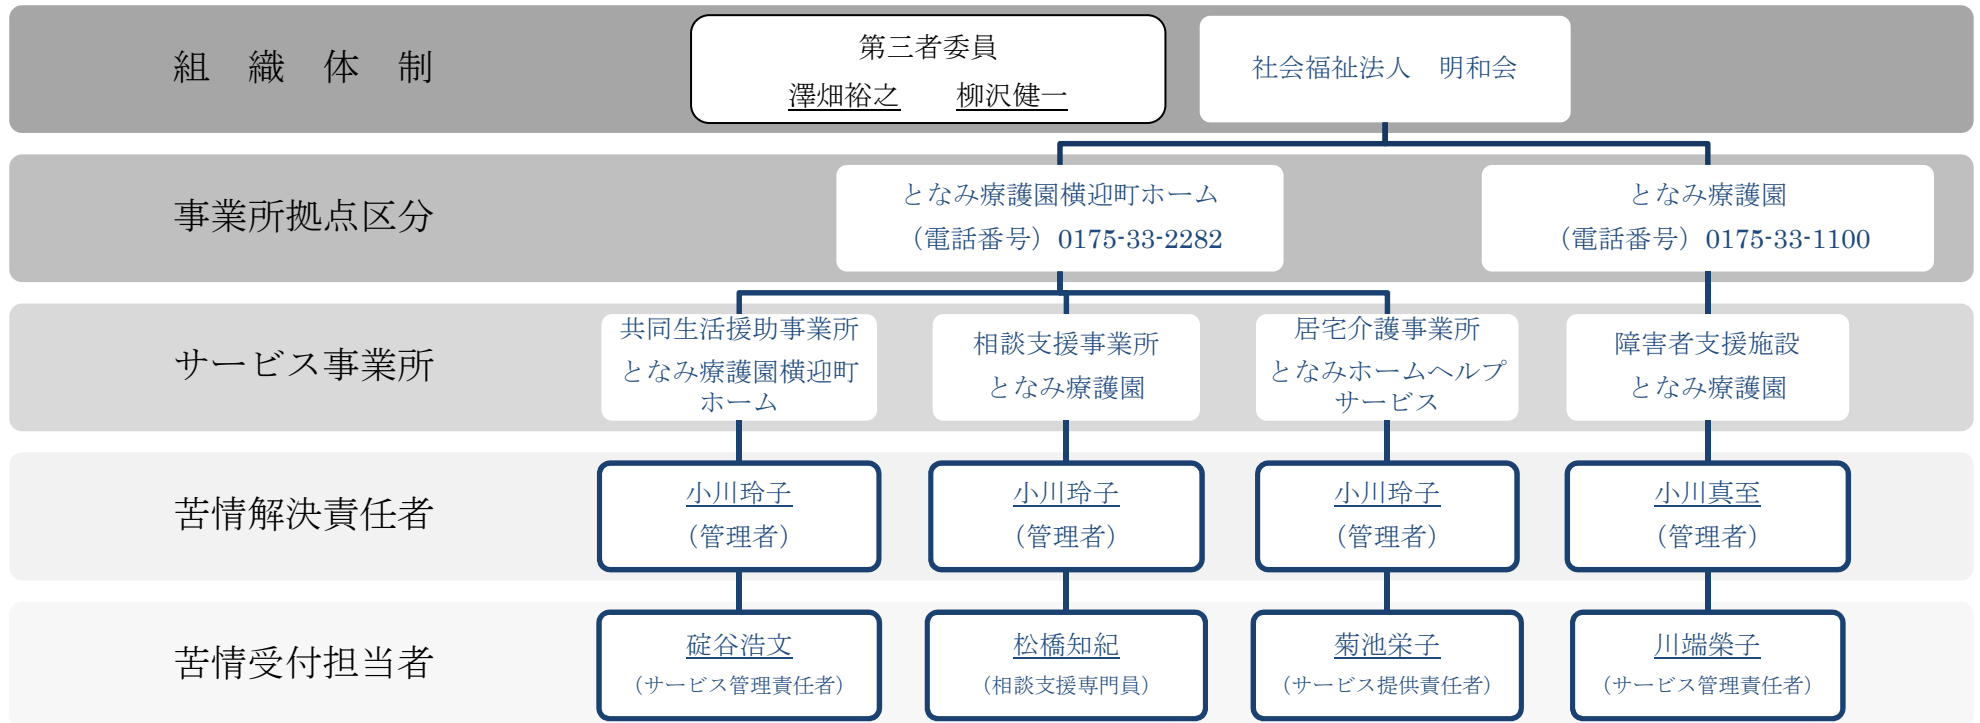 組　織　体　制
第三者委員
澤畑裕之　　柳沢健一
社会福祉法人　明和会
事業所拠点区分
となみ療護園横迎町ホーム
（電話番号）0175-33-2282
となみ療護園
（電話番号）0175-33-1100
サービス事業所
共同生活援助事業所
となみ療護園横迎町
ホーム
相談支援事業所
となみ療護園
居宅介護事業所
となみホームヘルプ
サービス
障害者支援施設
となみ療護園
苦情解決責任者
小川玲子
（管理者）
小川玲子
（管理者）
小川玲子
（管理者）
小川真至
（管理者）
苦情受付担当者
碇谷浩文
（サービス管理責任者）
松橋知紀
（相談支援専門員）
菊池栄子
（サービス提供責任者）
川端榮子
（サービス管理責任者）